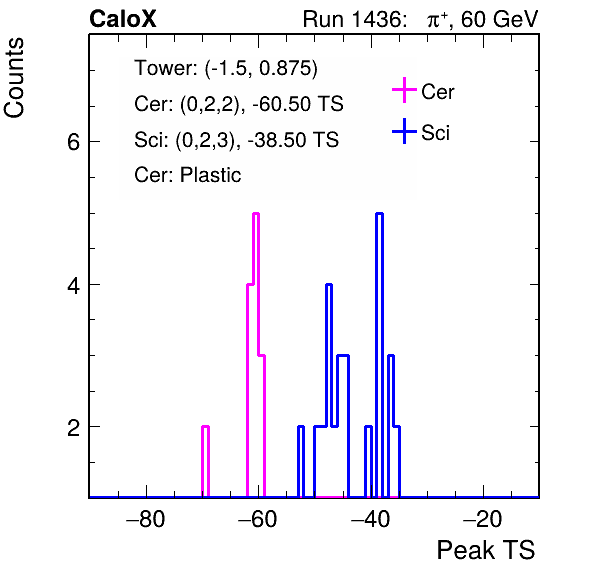 CaloX Run 1436: π⁺, 60 GeV
Counts
Tower: (-1.5, 0.875)
Cer: (0,2,2), -60.50 TS
Sci: (0,2,3), -38.50 TS
Cer: Plastic
Cer
Sci
6
4
2
−80 −60 −40 −20
Peak TS